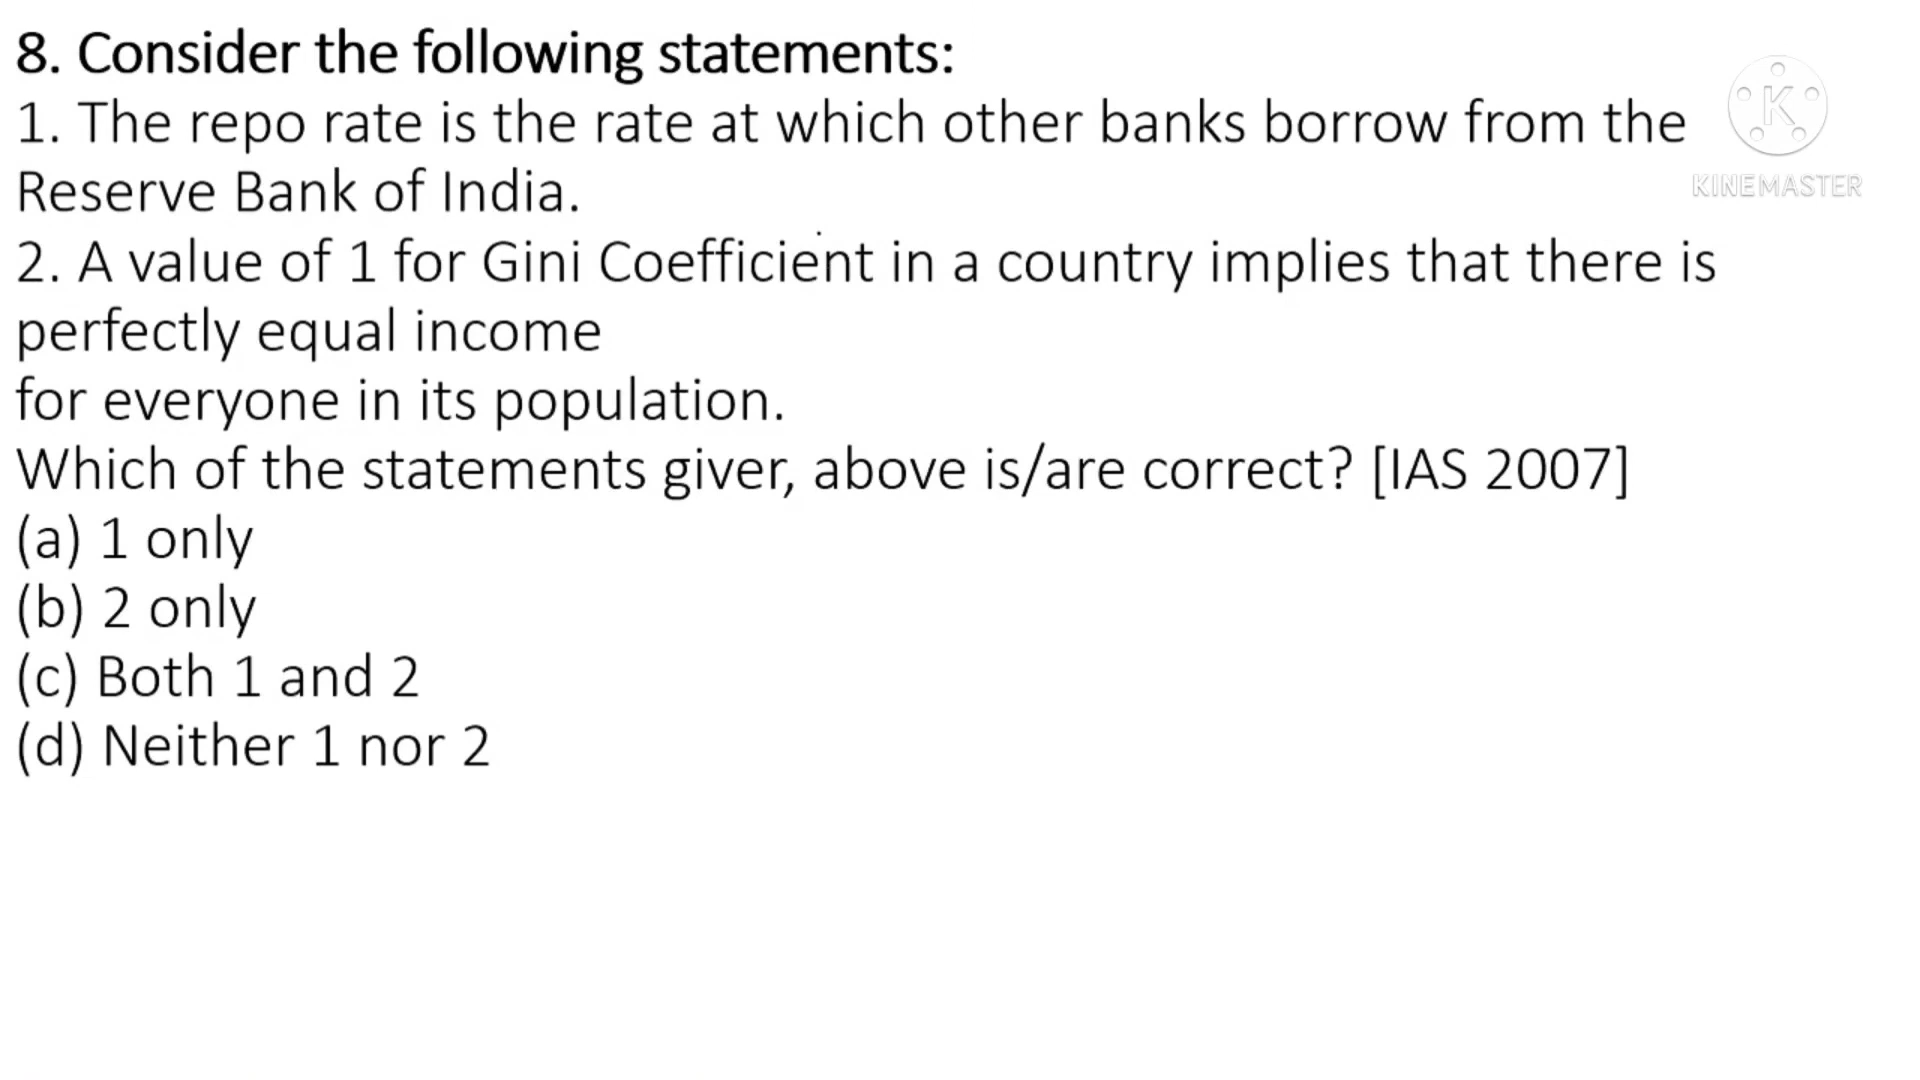 8. Consider the following statements:
1. The repo rate is the rate at which other banks borrow from the
Reserve Bank of India.
2. A value of 1 for Gini Coefficient in a country implies that there is
perfectly equal income
for everyone in its population.
Which of the statements giver, above is/are correct? [IAS 2007]
(a) 1 only
(b) 2 only
(c) Both 1 and 2
(d) Neither 1 nor 2
K
KINEMASTER